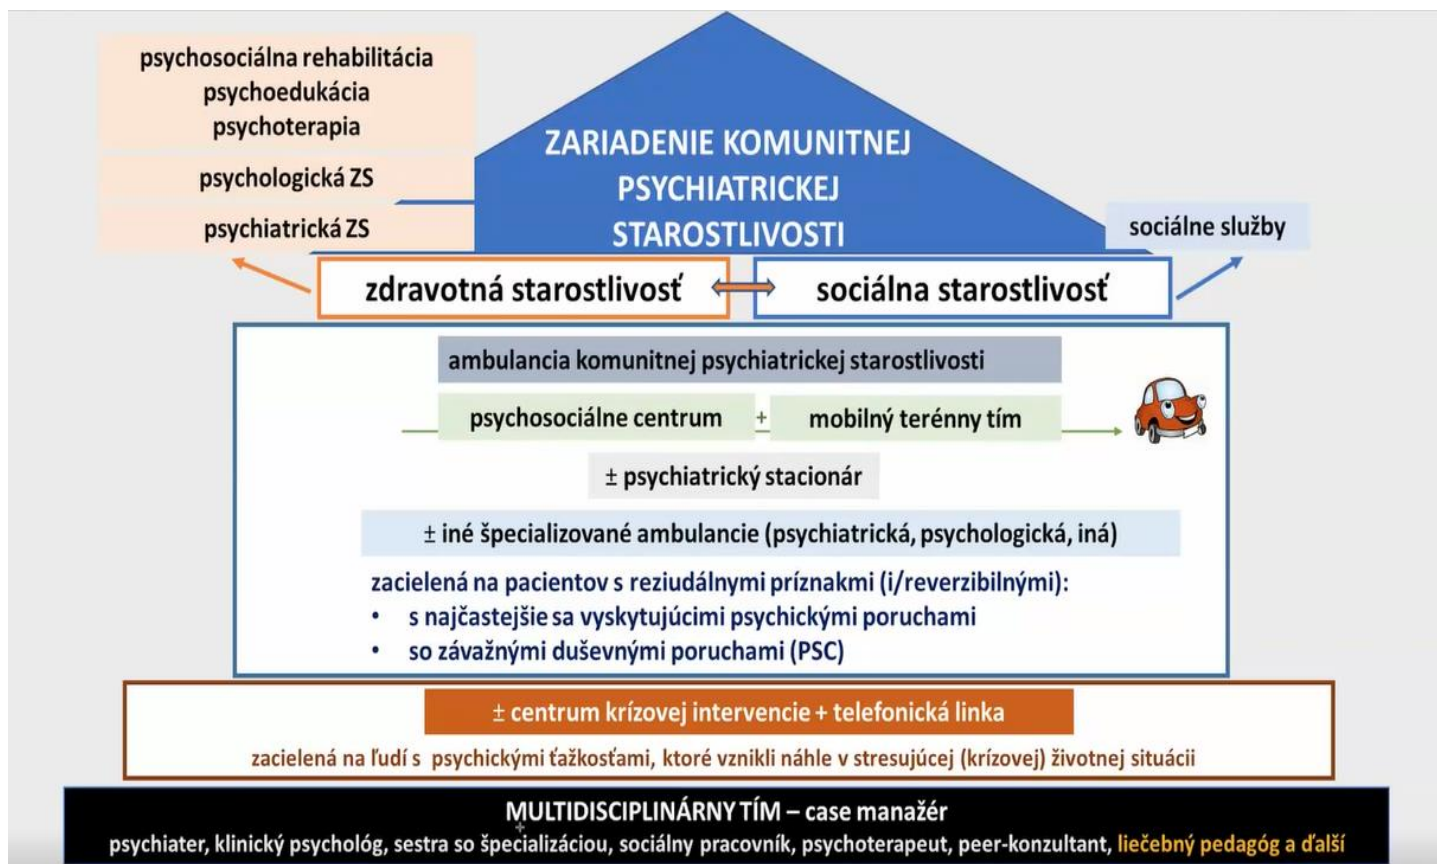 psychosociálna rehabilitácia
psychoedukácia
psychoterapia
psychologická ZS
psychiatrická ZS
ZARIADENIE KOMUNITNEJ
PSYCHIATRICKEJ
STAROSTLIVOSTI
sociálne služby
zdravotná starostlivosť
sociálna starostlivosť
ambulancia komunitnej psychiatrickej starostlivosti
psychosociálne centrum + mobilný terénny tím
± psychiatrický stacionár
± iné špecializované ambulancie (psychiatrická, psychologická, iná)
zacielená na pacientov s reziudálnymi príznakmi (i/reverzibilnými):
• s najčastejšie sa vyskytujúcimi psychickými poruchami
• so závažnými duševnými poruchami (PSC)
± centrum krízovej intervencie + telefonická linka
zacielená na ľudí s psychickými ťažkosťami, ktoré vznikli náhle v stresujúcej (krízovej) životnej situácii
MULTIDISCIPLINÁRNY TÍM – case manažér
psychiater, klinický psychológ, sestra so špecializáciou, sociálny pracovník, psychoterapeut, peer-konzultant, liečebný pedagóg a ďalší